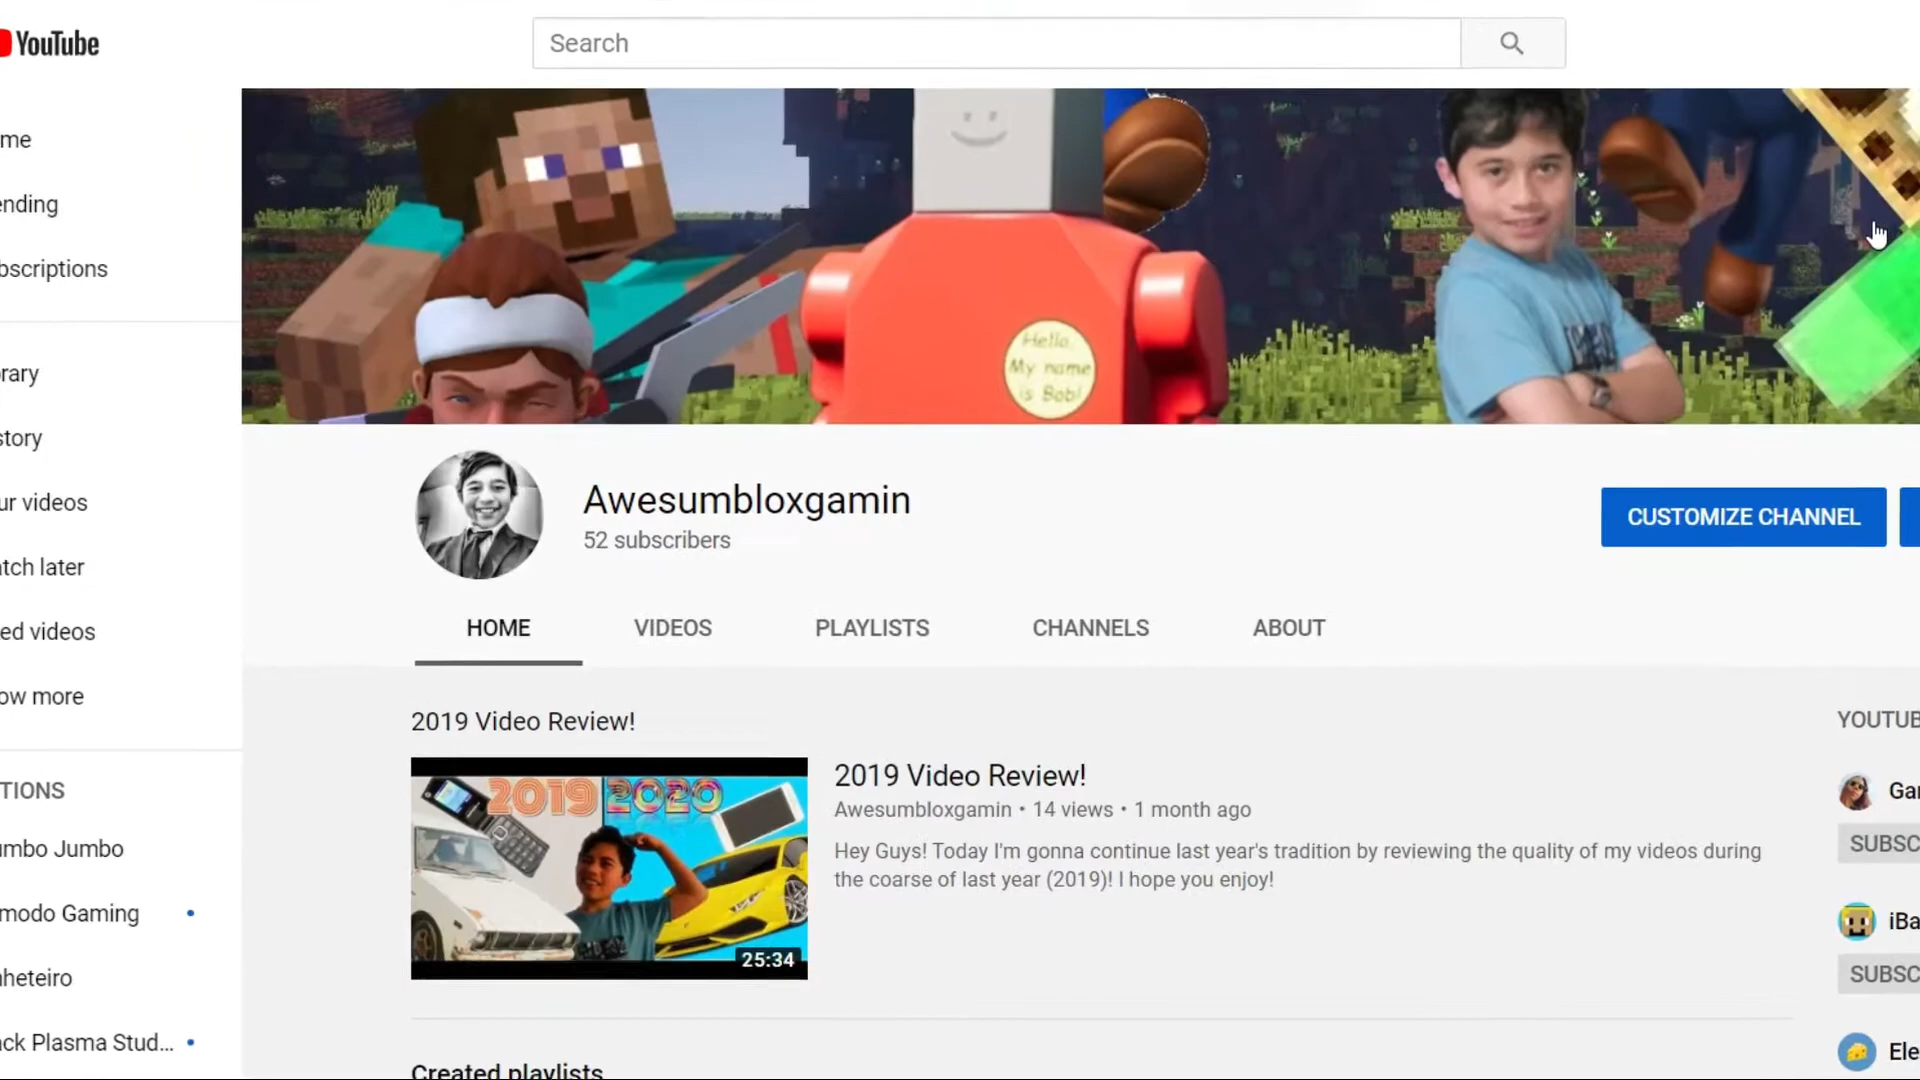 YouTube
Search
me
ending
bscriptions
rary
story
ur videos
atch later
ed videos
ow more
TIONS
umbo Jumbo
modo Gaming
nheteiro
ack Plasma Stud...
Hello,
My name
is Bob!
Awesumbloxgamin
52 subscribers
CUSTOMIZE CHANNEL
HOME VIDEOS PLAYLISTS CHANNELS ABOUT
2019 Video Review!
2019 2020
25:34
2019 Video Review!
Awesumbloxgamin • 14 views • 1 month ago
Hey Guys! Today I'm gonna continue last year's tradition by reviewing the quality of my videos during
the coarse of last year (2019)! I hope you enjoy!
Created playlists
YOUTUB
Gar
SUBSC
iBa
SUBSC
Ele